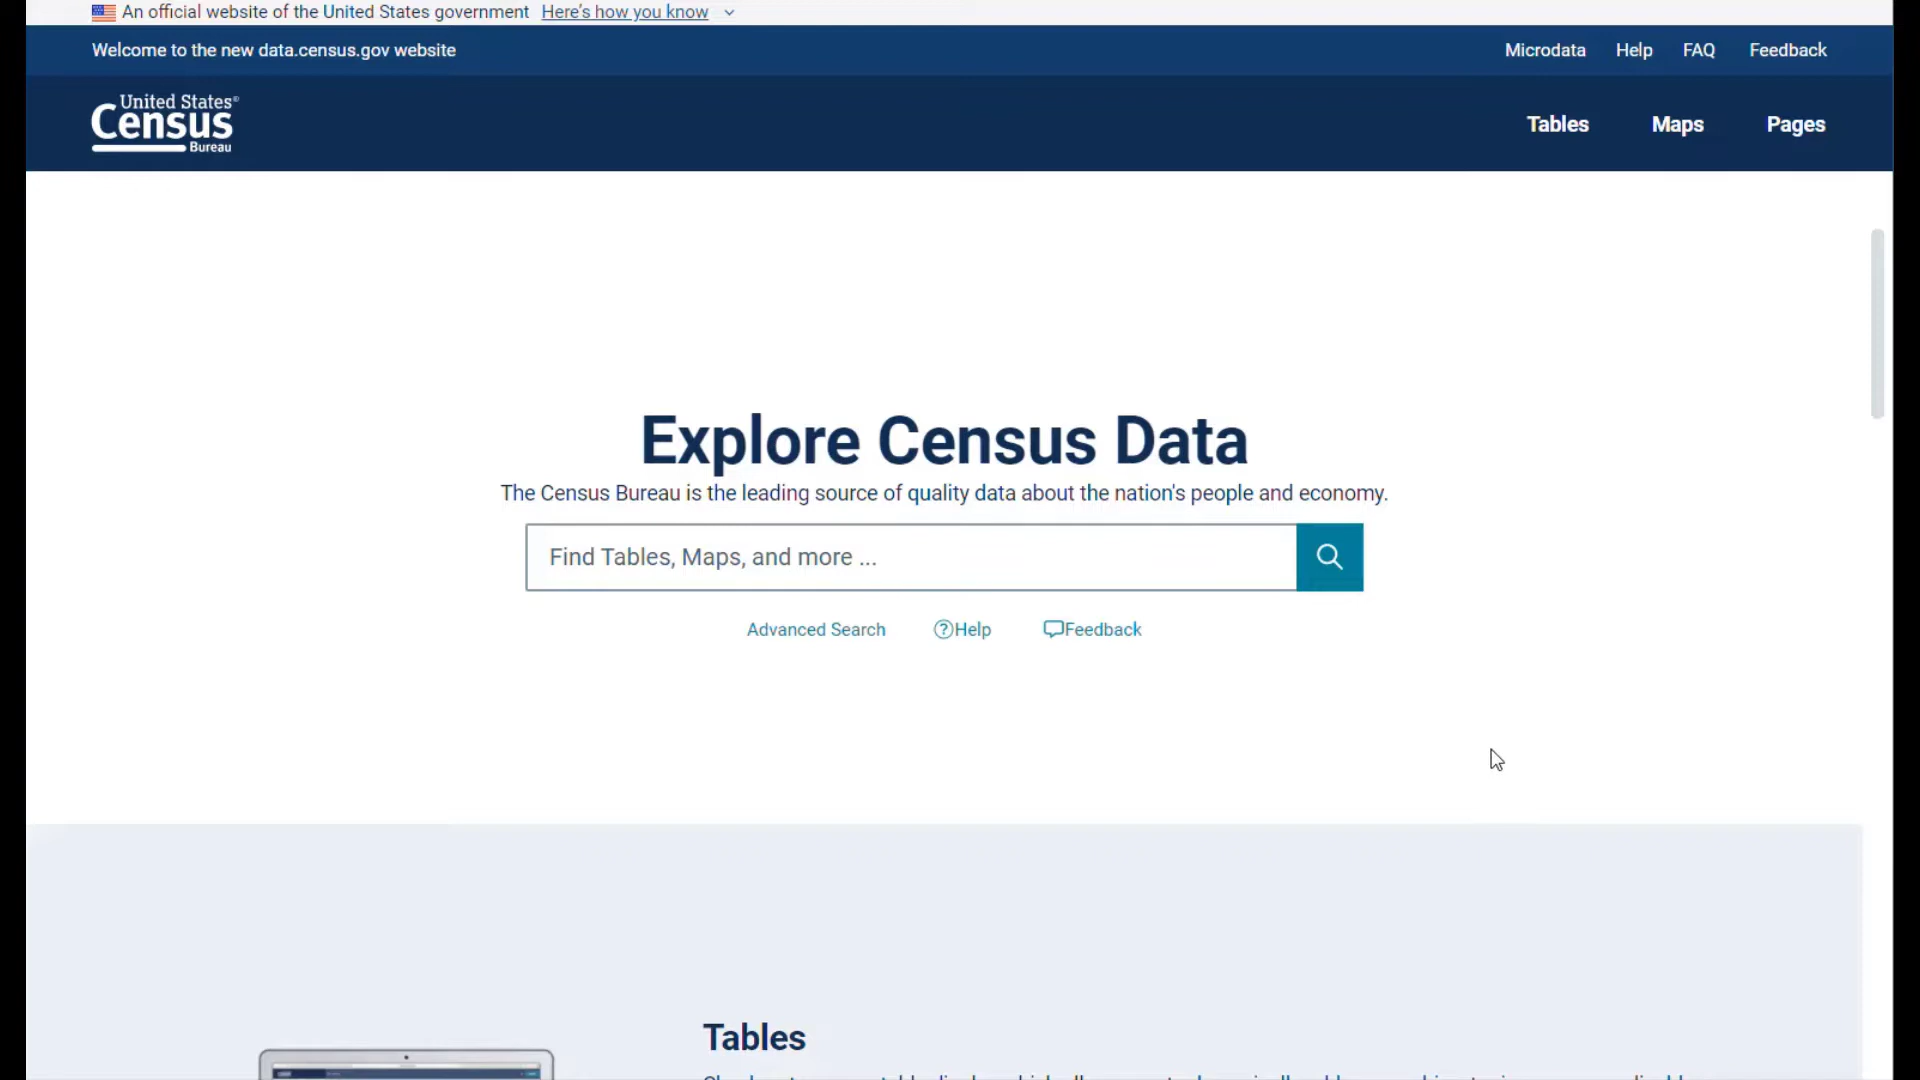 An official website of the United States government Here's how you know
Welcome to the new data.census.gov website
Microdata Help FAQ Feedback
United States®
Census
Bureau
Tables Maps Pages
Explore Census Data
The Census Bureau is the leading source of quality data about the nation's people and economy.
Find Tables, Maps, and more ...
Advanced Search Help Feedback
Tables